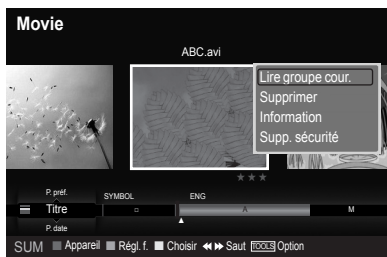 Movie
ABC.avi
Lire groupe cour.
Supprimer
Information
Supp. sécurité
P. préf.
SYMBOL ENG
Titre
A M
P. date
SUM Appareil Régl. f. Choisir Saut TOOLS Option